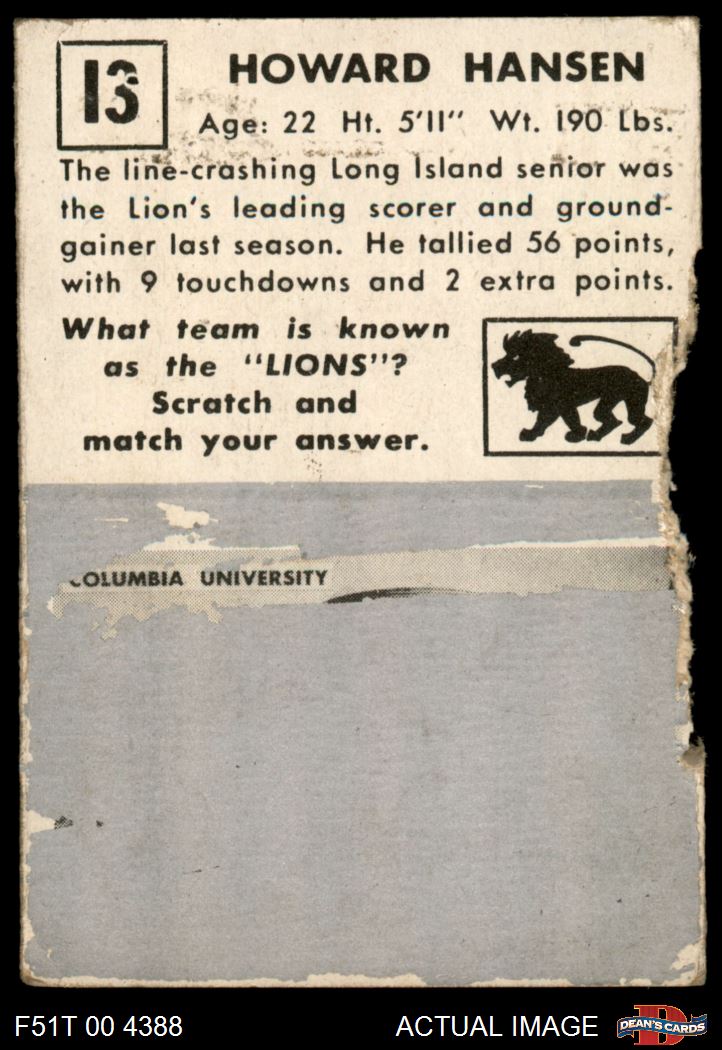 13
HOWARD HANSEN
Age: 22 Ht. 5'11" Wt. 190 Lbs.
The line-crashing Long Island senior was
the Lion's leading scorer and ground-
gainer last season. He tallied 56 points,
with 9 touchdowns and 2 extra points.
What team is known
as the "LIONS"?
Scratch and
match your answer.
COLUMBIA UNIVERSITY
F51T 00 4388
ACTUAL IMAGE
D
DEAN'S CARDS